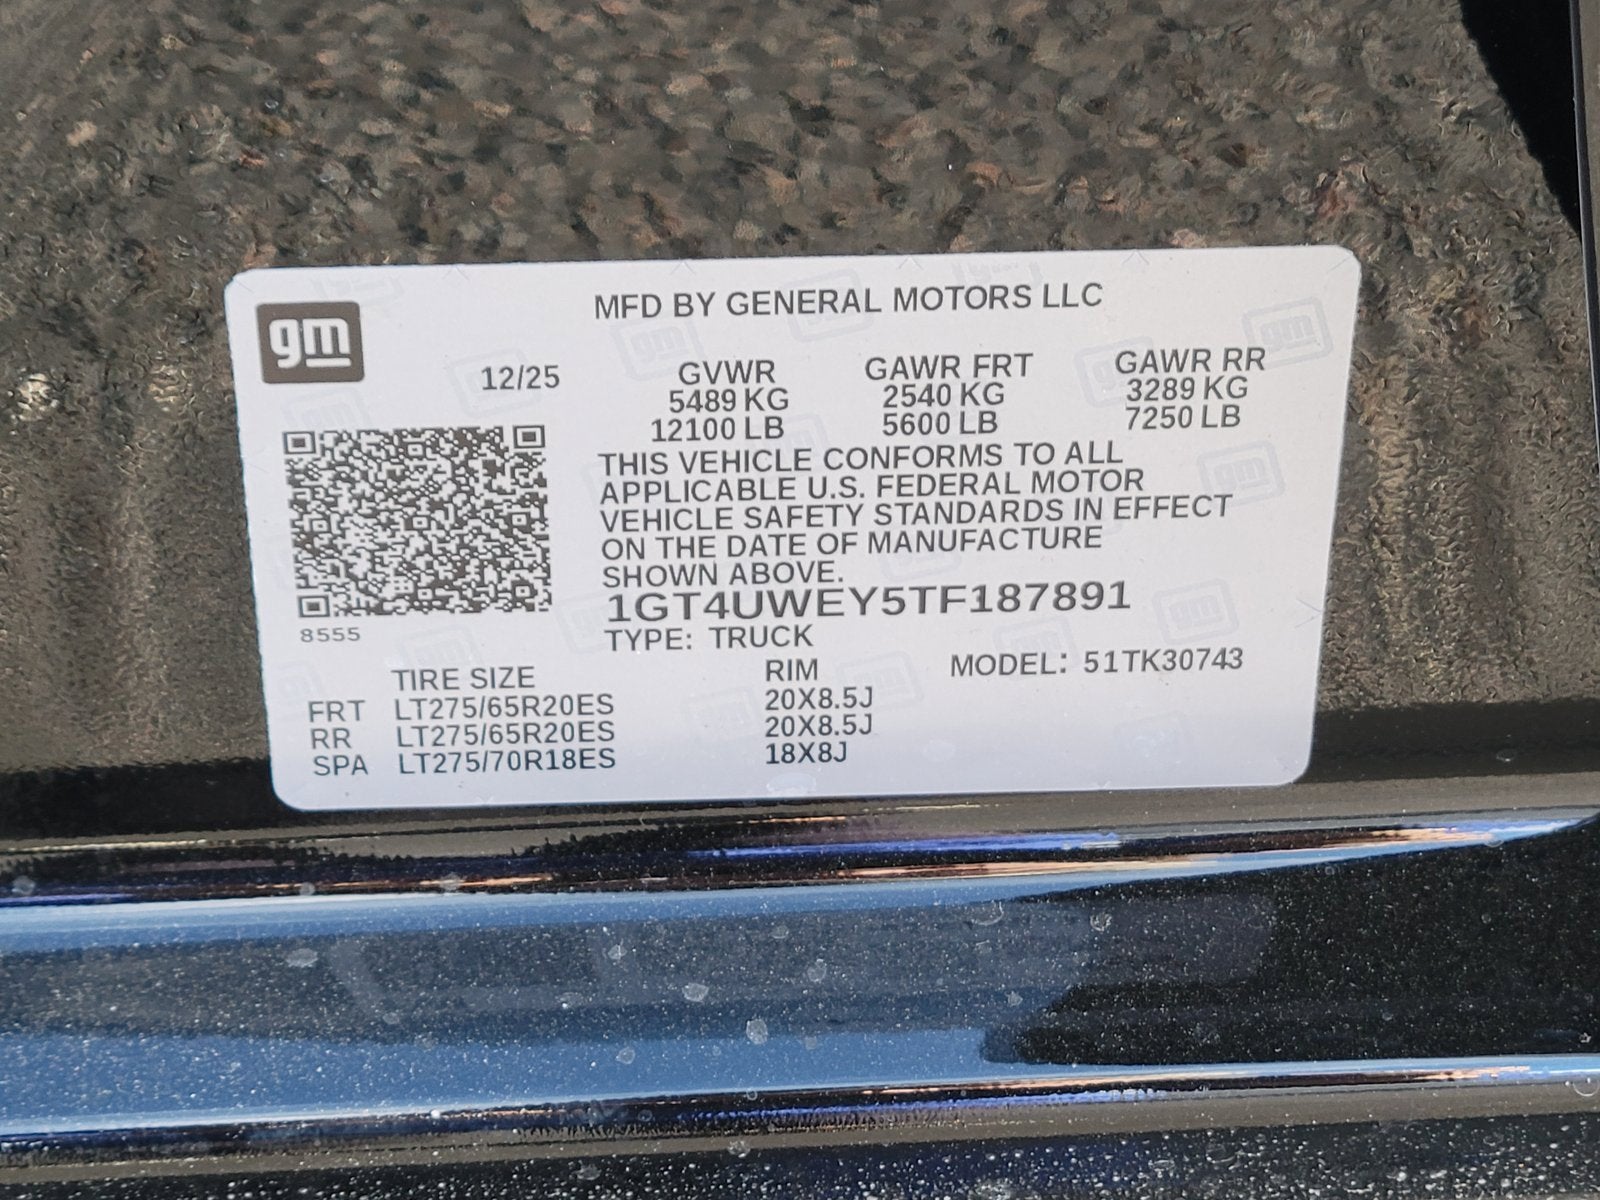 gm
MFD BY GENERAL MOTORS LLC
12/25
GVWR GAWR FRT GAWR RR
5489 KG 2540 KG 3289 KG
12100 LB 5600 LB 7250 LB
THIS VEHICLE CONFORMS TO ALL
APPLICABLE U.S. FEDERAL MOTOR
VEHICLE SAFETY STANDARDS IN EFFECT
ON THE DATE OF MANUFACTURE
SHOWN ABOVE.
1GT4UWEY5TF187891
8555
TYPE: TRUCK
TIRE SIZE RIM MODEL: 51TK30743
FRT LT275/65R20ES 20X8.5J
RR LT275/65R20ES 20X8.5J
SPA LT275/70R18ES 18X8J